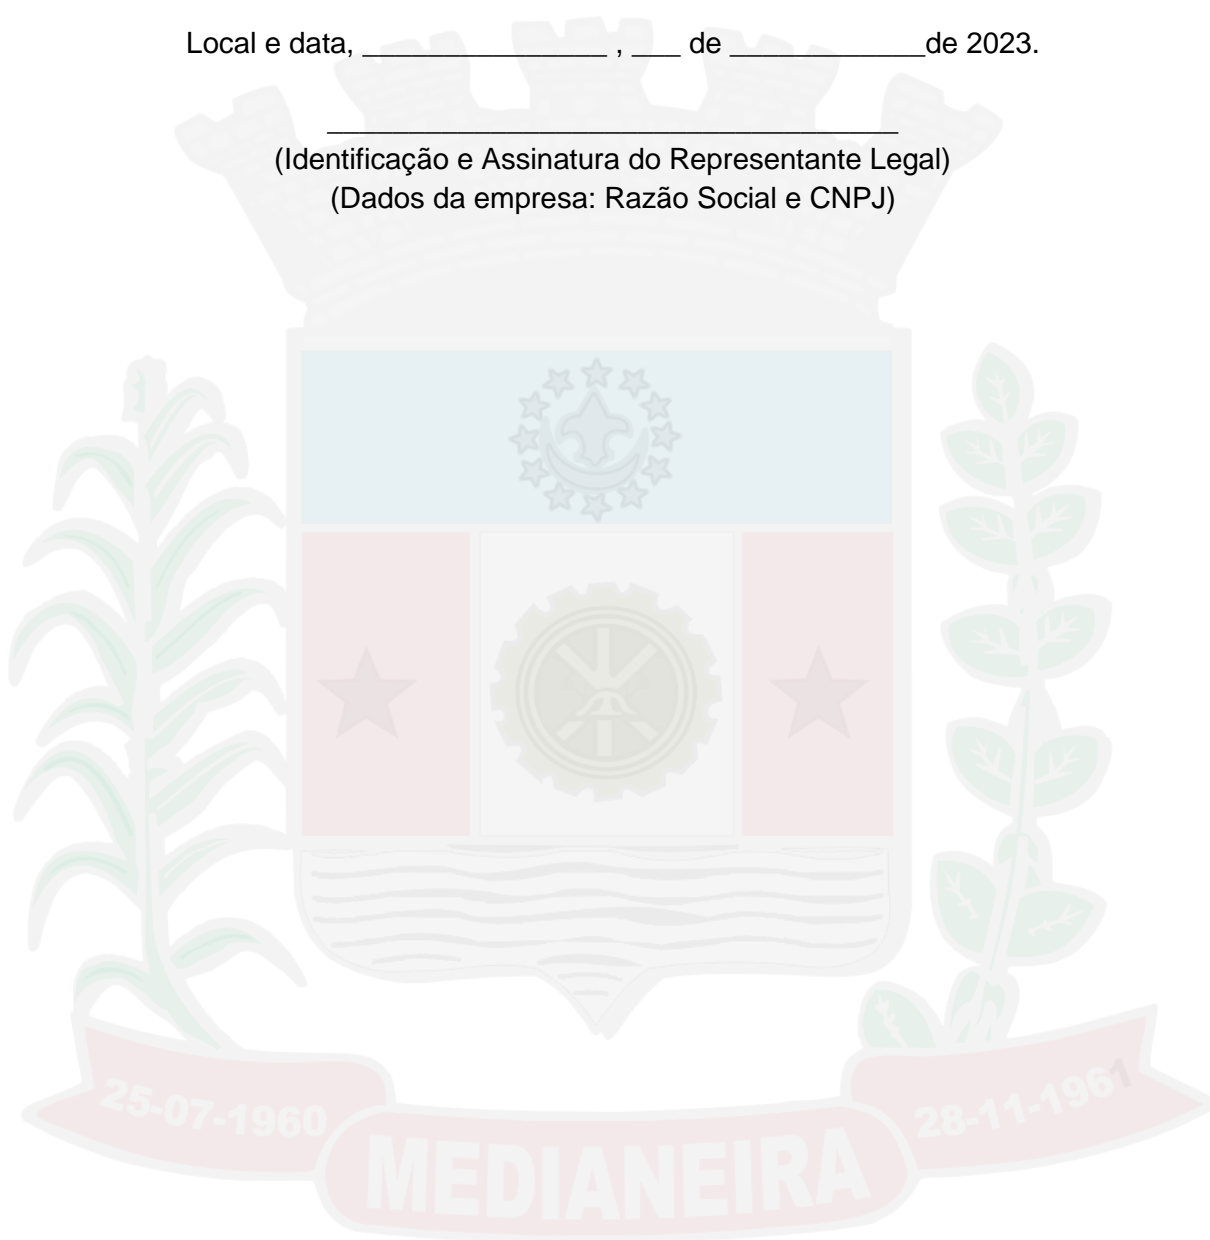 Local e data, _______________ , ___ de ____________de 2023.
___________________________________
(Identificação e Assinatura do Representante Legal)
(Dados da empresa: Razão Social e CNPJ)
25-07-1960
28-11-1961
MEDIANEIRA